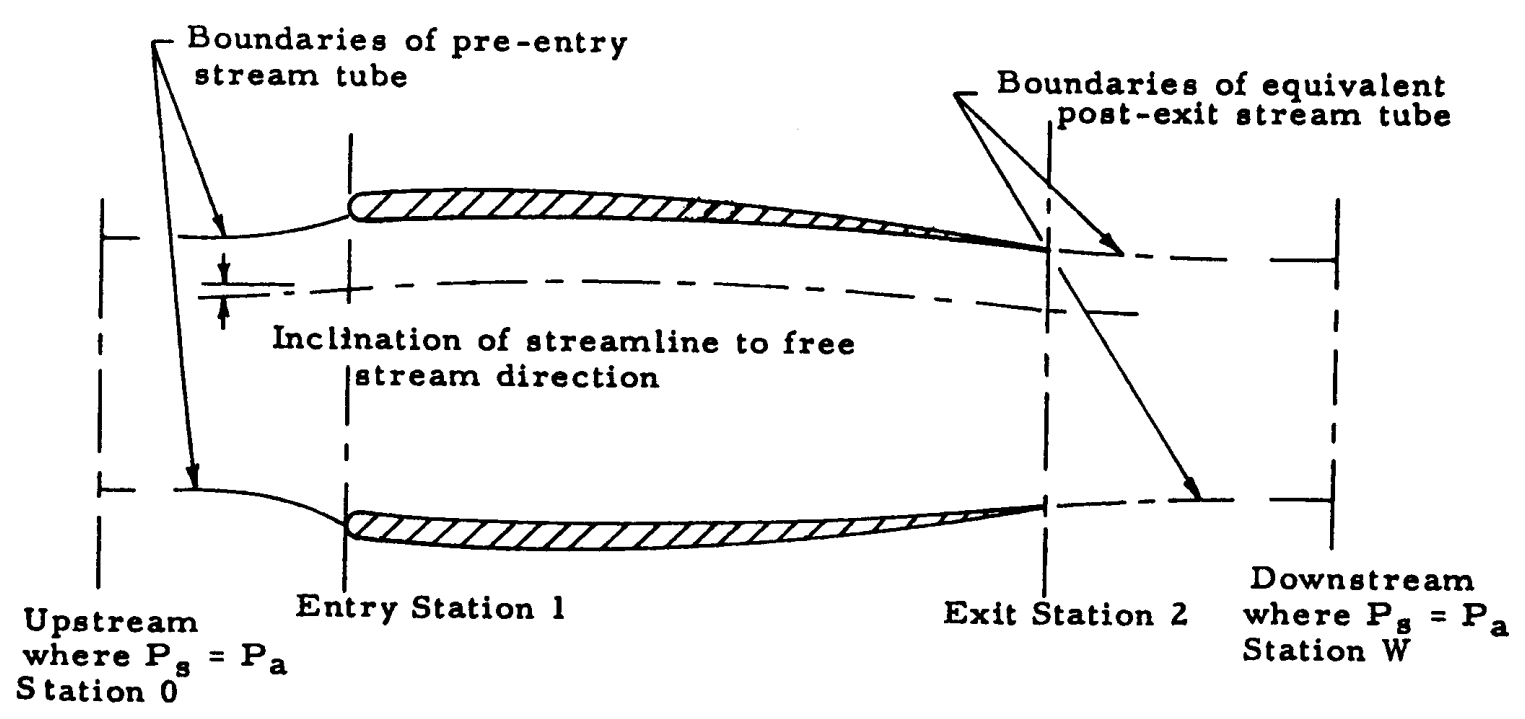 Boundaries of pre-entry
stream tube
Boundaries of equivalent
post-exit stream tube
Inclination of streamline to free
stream direction
Upstream
where P_s = P_a
Station 0
Entry Station 1
Exit Station 2
Downstream
where P_s = P_a
Station W